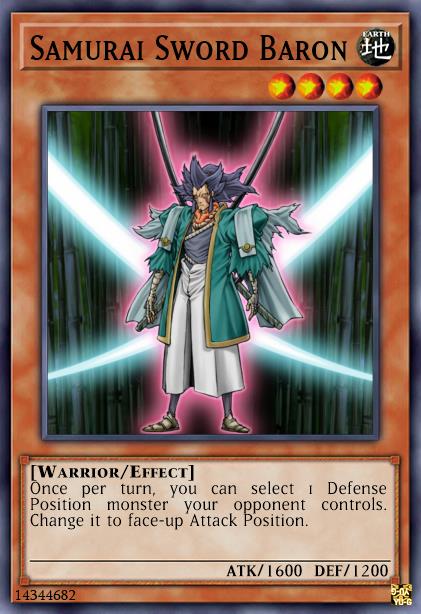 SAMURAI SWORD BARON
EARTH
地
[WARRIOR/EFFECT]
Once per turn, you can select 1 Defense
Position monster your opponent controls.
Change it to face-up Attack Position.
ATK/1600 DEF/1200
14344682